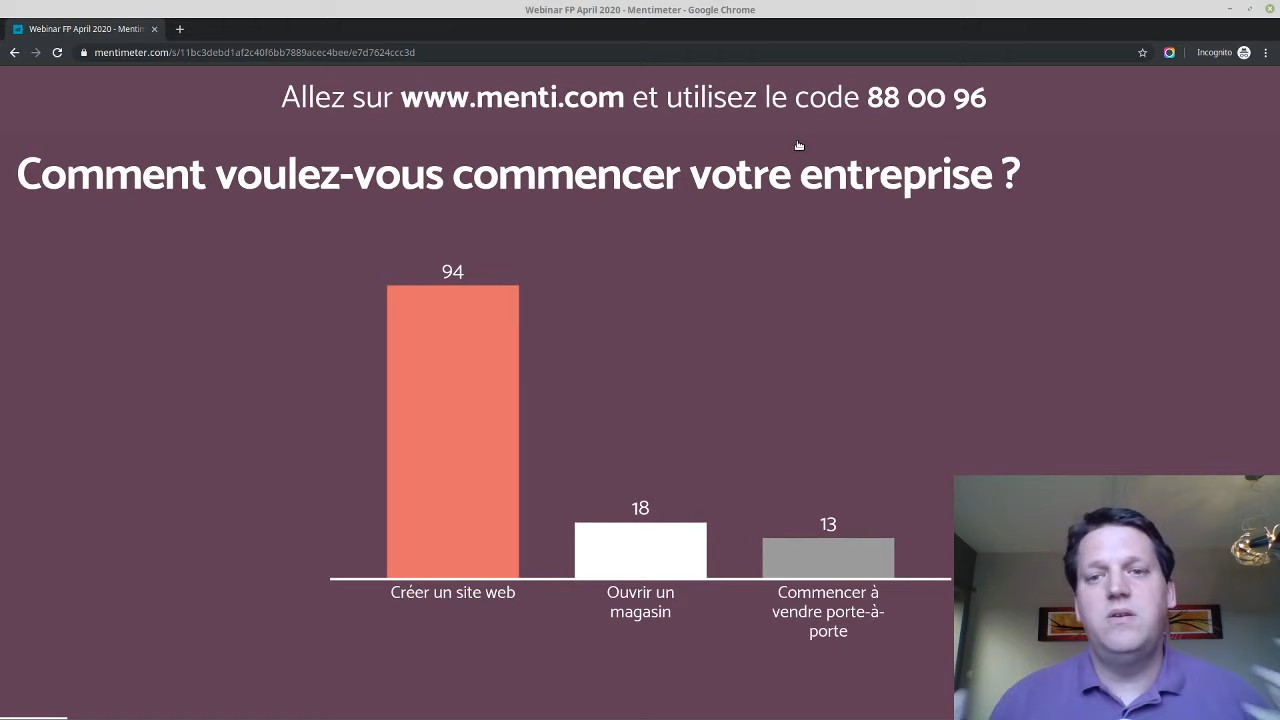 Webinar FP April 2020 - Mentimeter - Google Chrome
Webinar FP April 2020 - Mentim
mentimeter.com/s/11bc3debd1af2c40f6bb7889acec4bee/e7d7624ccc3d
Incognito
Allez sur www.menti.com et utilisez le code 88 00 96
Comment voulez-vous commencer votre entreprise ?
94
18
13
Créer un site web
Ouvrir un
magasin
Commencer à
vendre porte-à-
porte